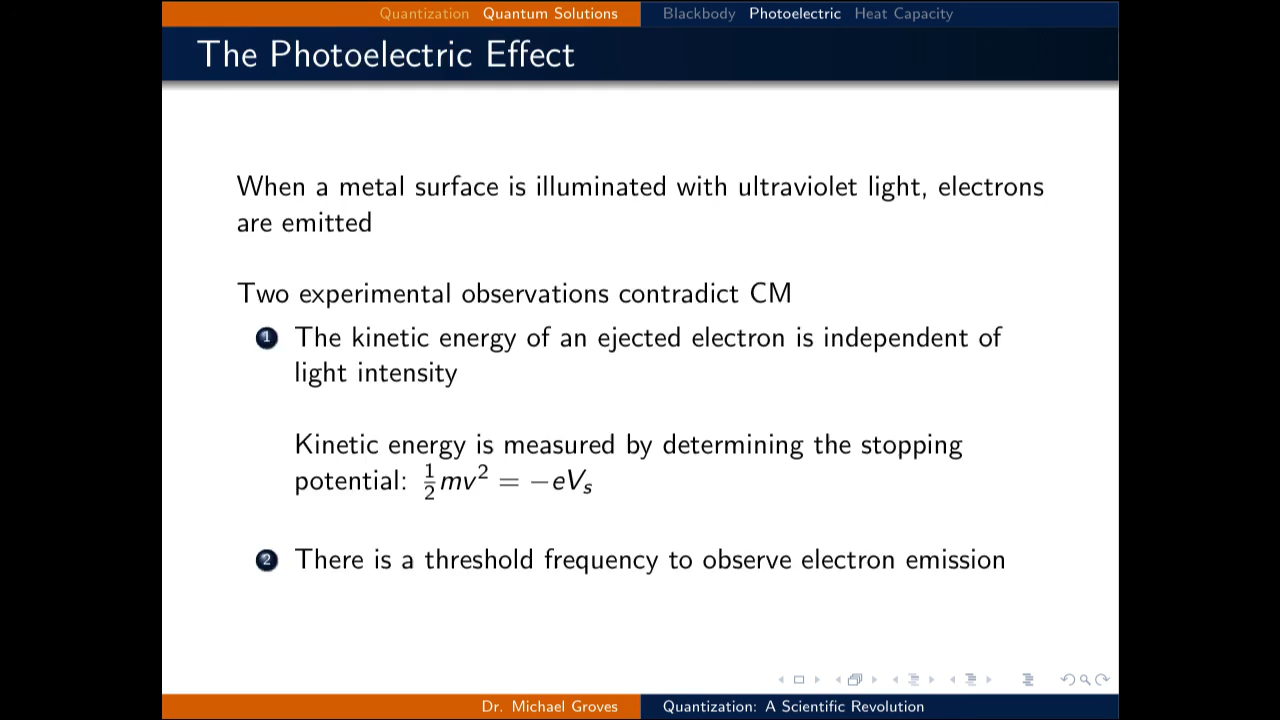 Quantization Quantum Solutions Blackbody Photoelectric Heat Capacity
The Photoelectric Effect
When a metal surface is illuminated with ultraviolet light, electrons
are emitted
Two experimental observations contradict CM
1 The kinetic energy of an ejected electron is independent of
light intensity
Kinetic energy is measured by determining the stopping
potential: ½mv² = −eVₛ
2 There is a threshold frequency to observe electron emission
Dr. Michael Groves Quantization: A Scientific Revolution